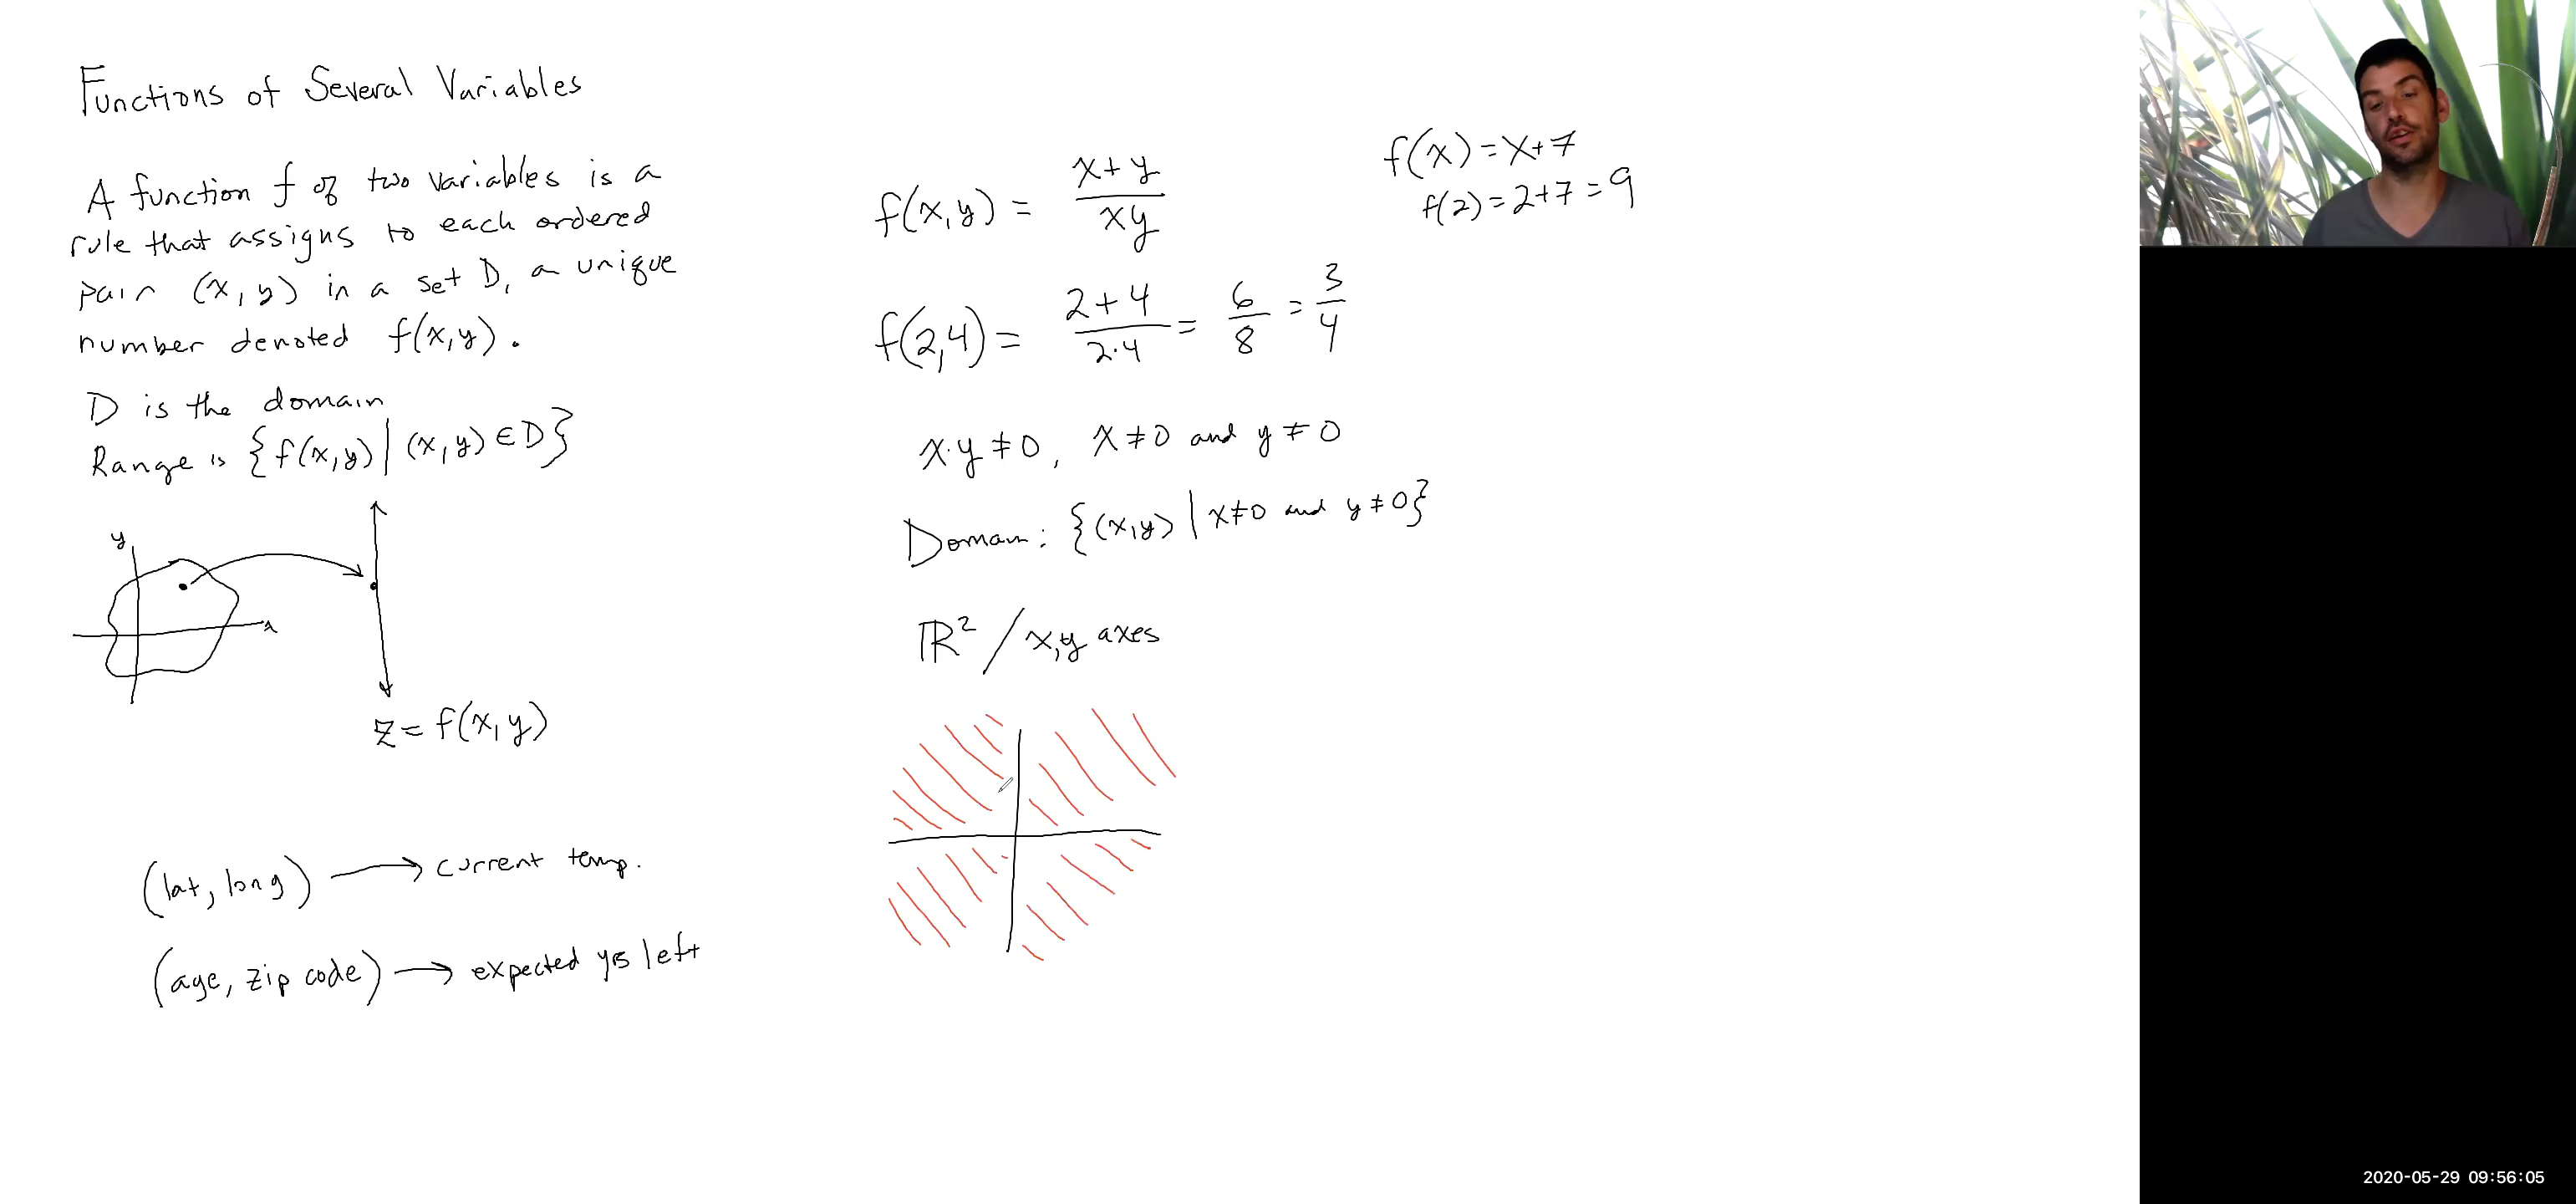 Functions of Several Variables
A function f of two variables is a
rule that assigns to each ordered
pair (x, y) in a set D, a unique
number denoted f(x,y).
D is the domain
Range is {f(x,y) | (x,y) ∈ D}
y
x
z = f(x,y)
(lat, long) ⟶ current temp.
(age, zip code) ⟶ expected yrs left
f(x,y) = x+y / xy
f(2,4) = 2+4 / 2·4 = 6/8 = 3/4
x·y ≠ 0, x ≠ 0 and y ≠ 0
Domain: {(x,y) | x≠0 and y≠0}
ℝ² / x,y axes
f(x) = x+7
f(2) = 2+7 = 9
2020-05-29 09:56:05